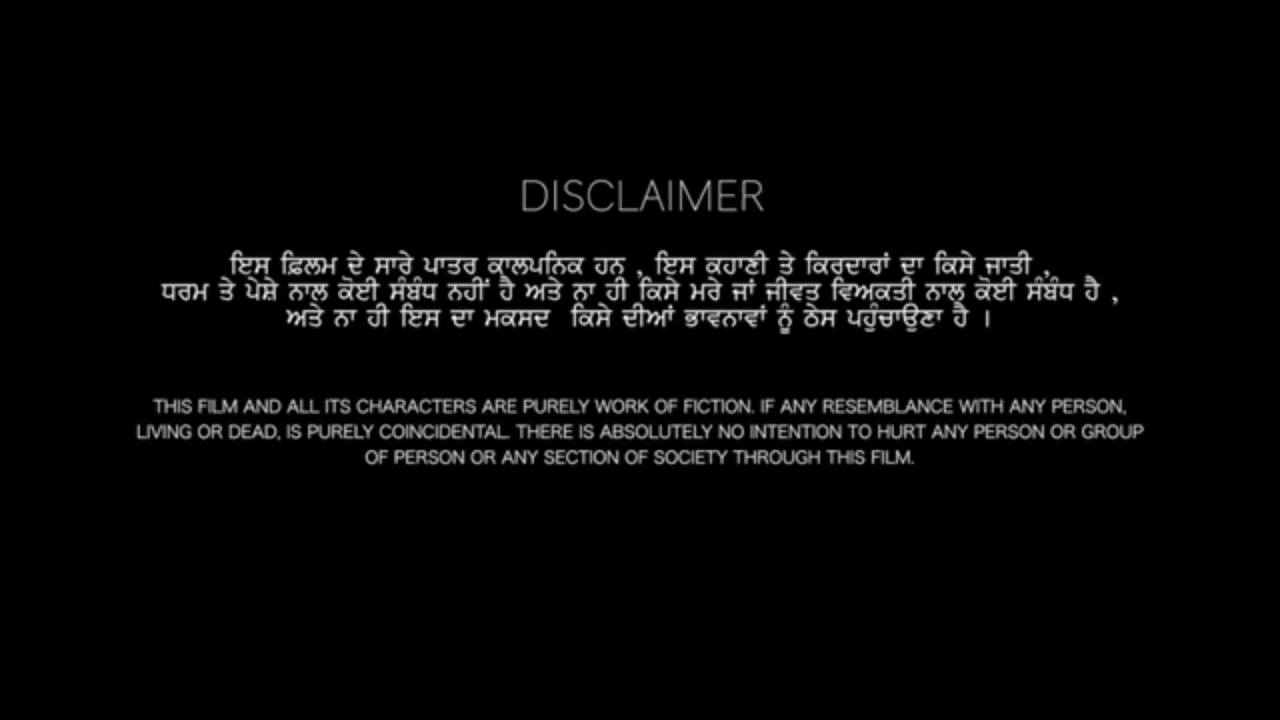 DISCLAIMER
ਇਸ ਫ਼ਿਲਮ ਦੇ ਸਾਰੇ ਪਾਤਰ ਕਾਲਪਨਿਕ ਹਨ , ਇਸ ਕਹਾਣੀ ਤੇ ਕਿਰਦਾਰਾਂ ਦਾ ਕਿਸੇ ਜਾਤੀ ,
ਧਰਮ ਤੇ ਪੇਸ਼ੇ ਨਾਲ ਕੋਈ ਸੰਬੰਧ ਨਹੀਂ ਹੈ ਅਤੇ ਨਾ ਹੀ ਕਿਸੇ ਮਰੇ ਜਾਂ ਜੀਵਤ ਵਿਅਕਤੀ ਨਾਲ ਕੋਈ ਸੰਬੰਧ ਹੈ ,
ਅਤੇ ਨਾ ਹੀ ਇਸ ਦਾ ਮਕਸਦ ਕਿਸੇ ਦੀਆਂ ਭਾਵਨਾਵਾਂ ਨੂੰ ਠੇਸ ਪਹੁੰਚਾਉਣਾ ਹੈ ।
THIS FILM AND ALL ITS CHARACTERS ARE PURELY WORK OF FICTION. IF ANY RESEMBLANCE WITH ANY PERSON,
LIVING OR DEAD, IS PURELY COINCIDENTAL. THERE IS ABSOLUTELY NO INTENTION TO HURT ANY PERSON OR GROUP
OF PERSON OR ANY SECTION OF SOCIETY THROUGH THIS FILM.